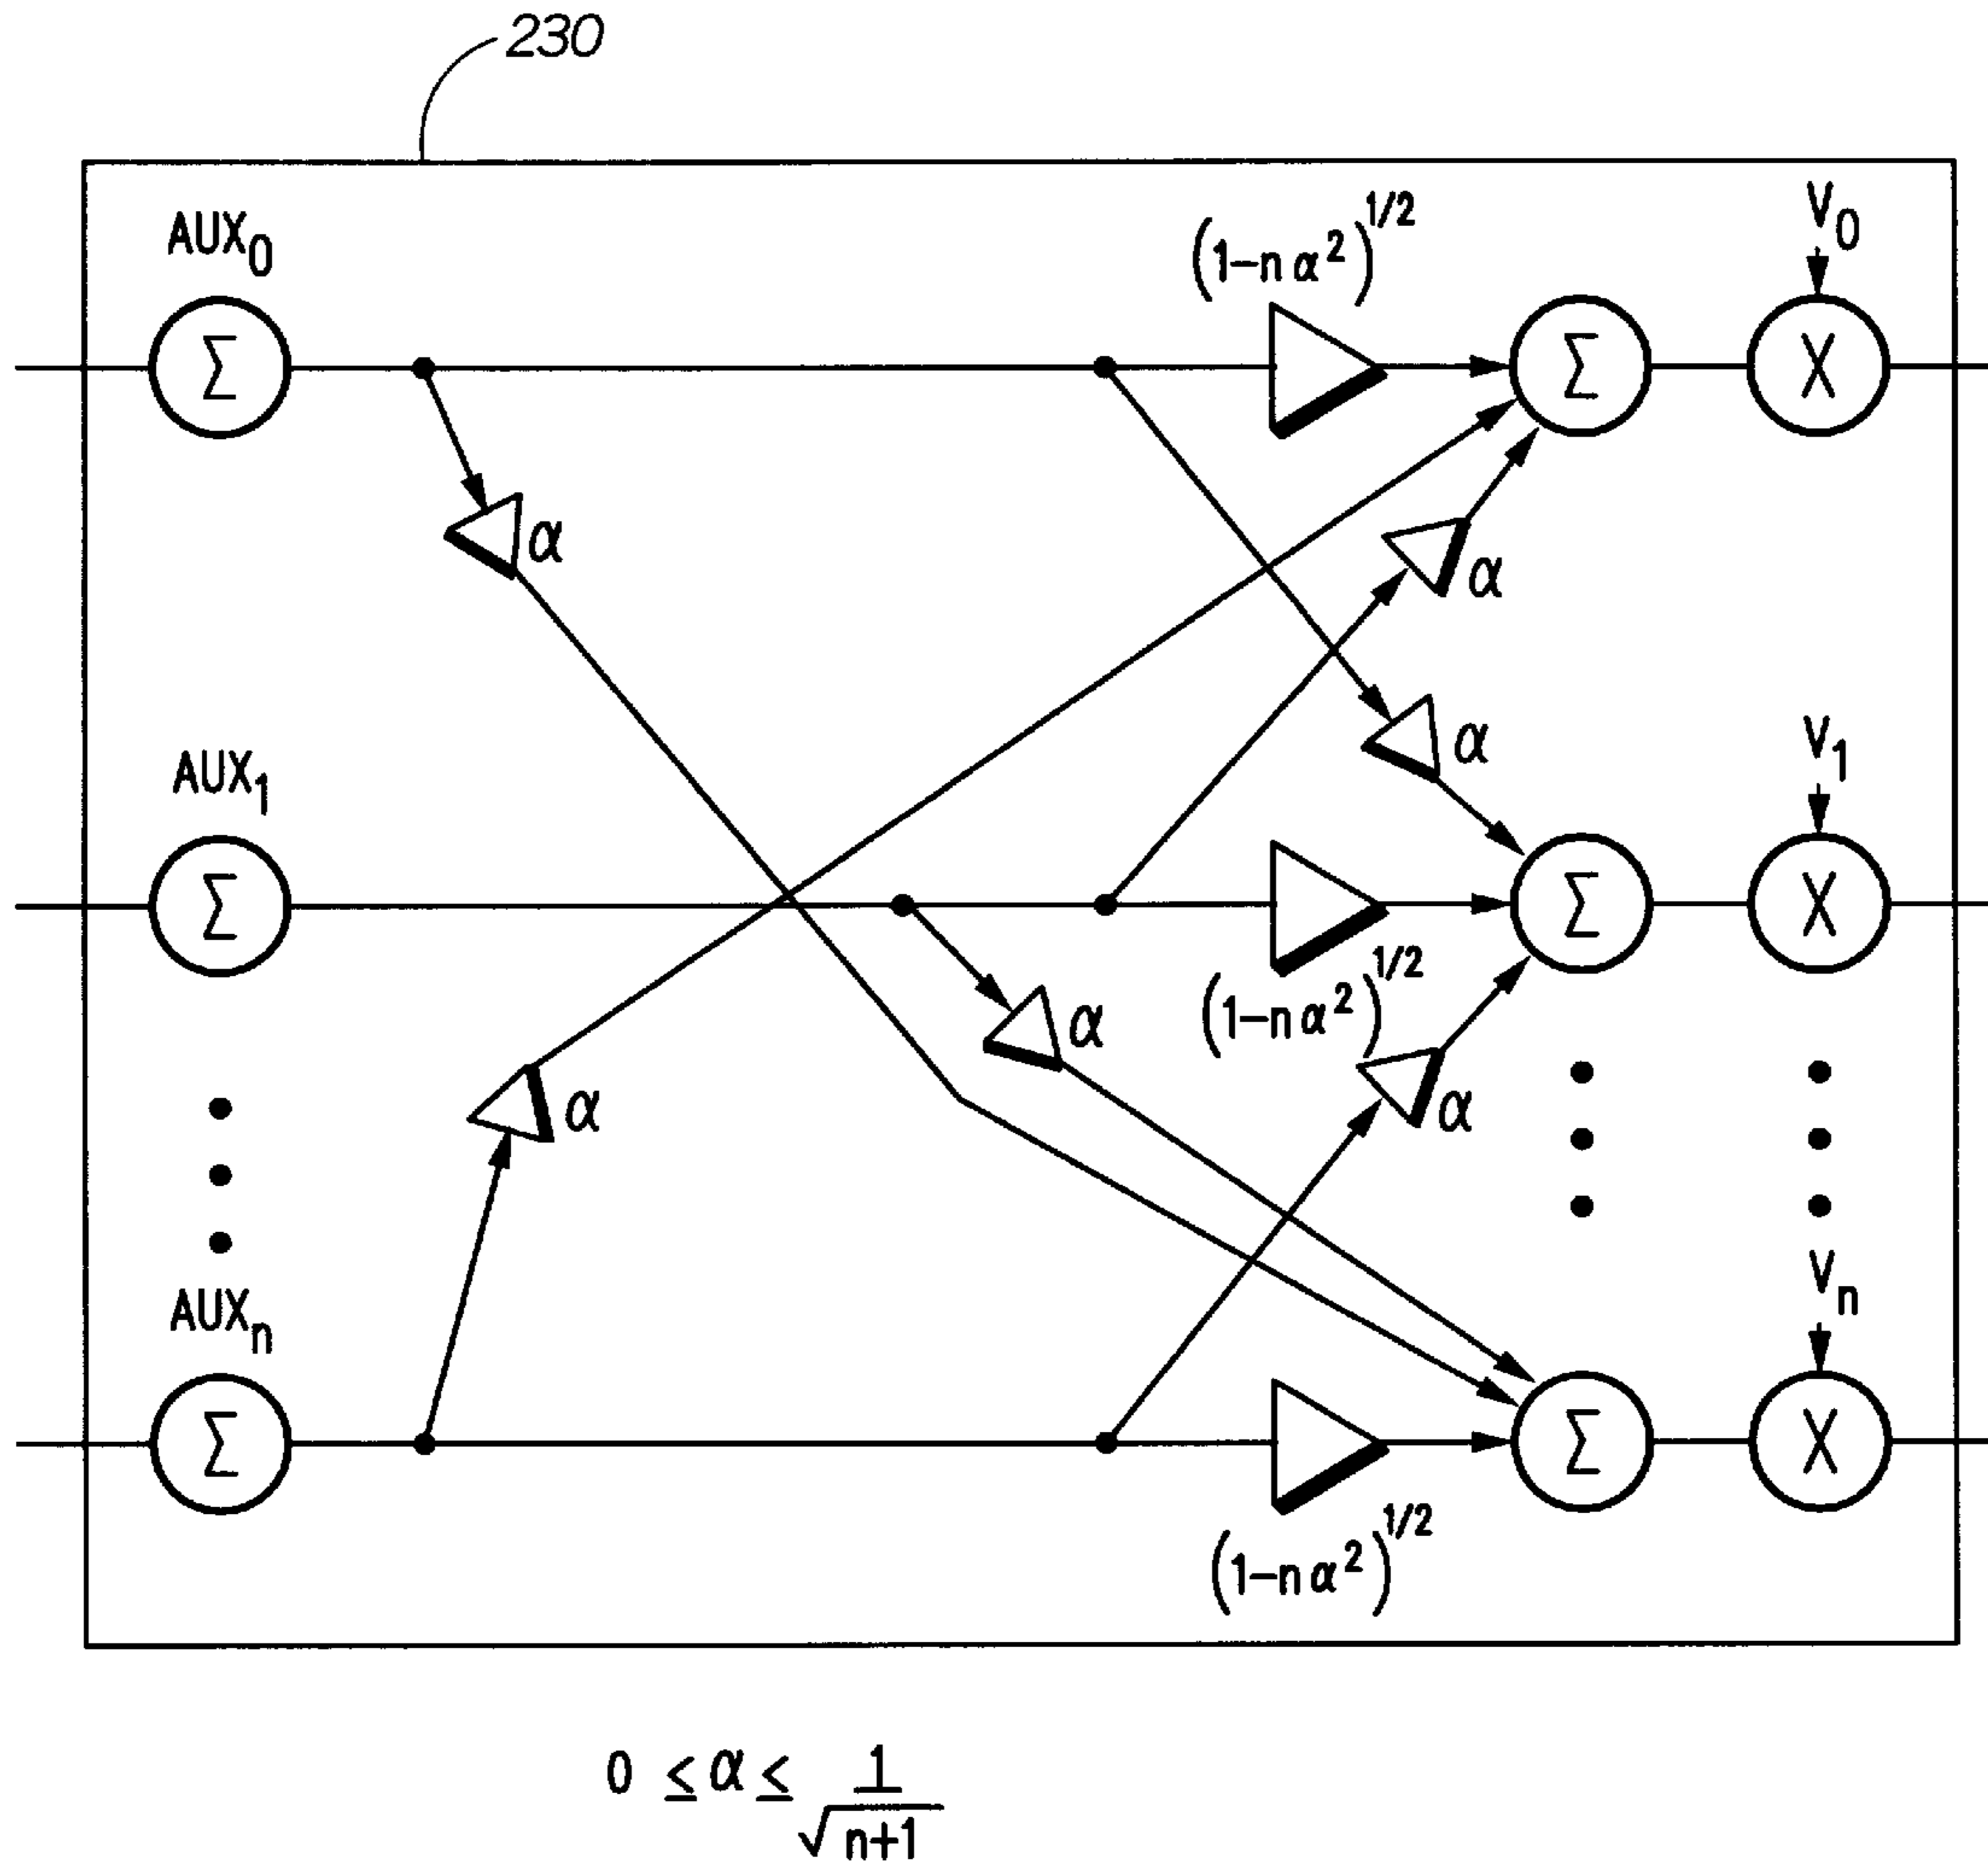 230
AUX₀
(1-nα²)^1/2
V₀
Σ
Σ
X
α
α
α
AUX₁
V₁
Σ
Σ
X
(1-nα²)^1/2
α
α
α
AUXₙ
Vₙ
Σ
Σ
X
(1-nα²)^1/2
0 ≤ α ≤ 1/√n+1